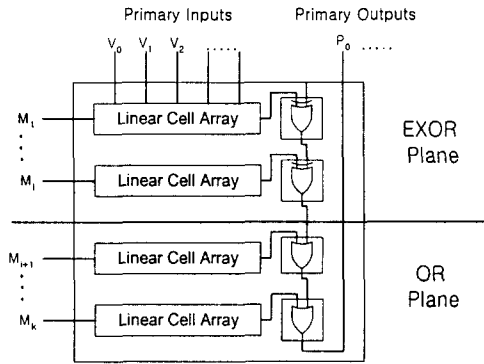 Primary Inputs Primary Outputs
V0 V1 V2 ..... P0 .....
M1 Linear Cell Array
EXOR
Plane
Mi Linear Cell Array
Mi+1 Linear Cell Array
OR
Plane
Mk Linear Cell Array